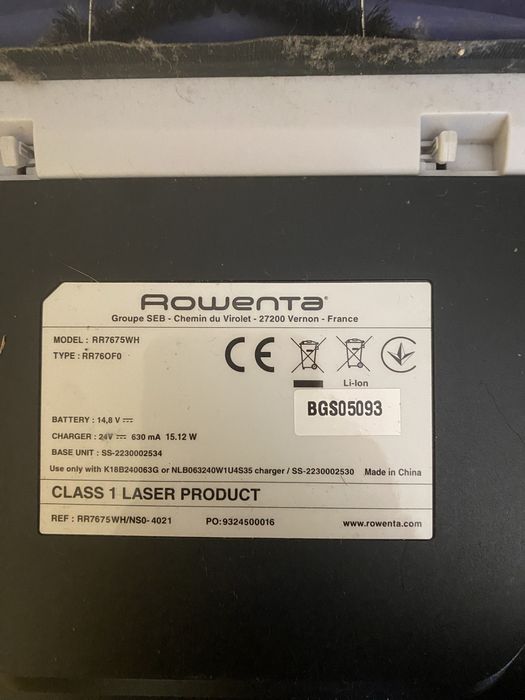 Rowenta®
Groupe SEB - Chemin du Virolet - 27200 Vernon - France
MODEL : RR7675WH
TYPE : RR76OF0
CE
Li-Ion
BGS05093
BATTERY : 14,8 V ⎓
CHARGER : 24V ⎓ 630 mA 15.12 W
BASE UNIT : SS-2230002534
Use only with K18B240063G or NLB063240W1U4S35 charger / SS-2230002530 Made in China
CLASS 1 LASER PRODUCT
REF : RR7675WH/NS0-4021 PO:9324500016 www.rowenta.com